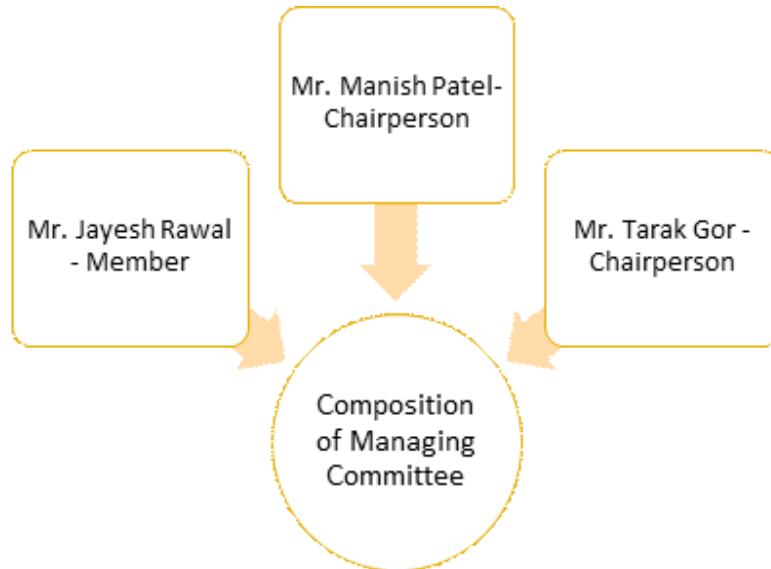 Mr. Manish Patel-
Chairperson
Mr. Jayesh Rawal
- Member
Mr. Tarak Gor -
Chairperson
Composition
of Managing
Committee